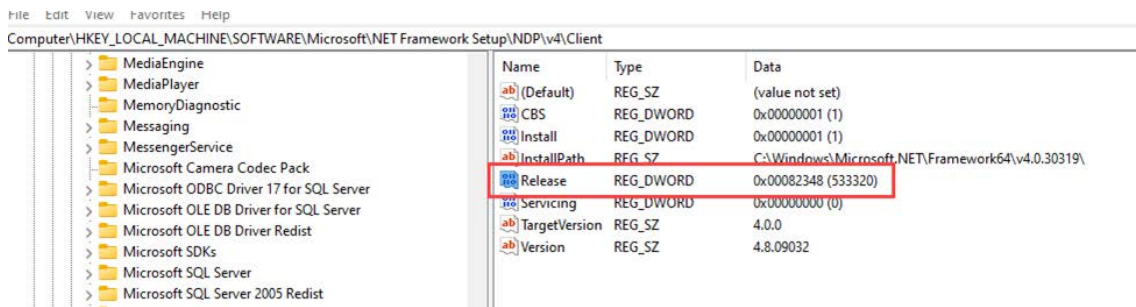 File Edit View Favorites Help
Computer\HKEY_LOCAL_MACHINE\SOFTWARE\Microsoft\NET Framework Setup\NDP\v4\Client
MediaEngine
MediaPlayer
MemoryDiagnostic
Messaging
MessengerService
Microsoft Camera Codec Pack
Microsoft ODBC Driver 17 for SQL Server
Microsoft OLE DB Driver for SQL Server
Microsoft OLE DB Driver Redist
Microsoft SDKs
Microsoft SQL Server
Microsoft SQL Server 2005 Redist
Name Type Data
(Default) REG_SZ (value not set)
CBS REG_DWORD 0x00000001 (1)
Install REG_DWORD 0x00000001 (1)
InstallPath REG_SZ C:\Windows\Microsoft.NET\Framework64\v4.0.30319\
Release REG_DWORD 0x00082348 (533320)
Servicing REG_DWORD 0x00000000 (0)
TargetVersion REG_SZ 4.0.0
Version REG_SZ 4.8.09032